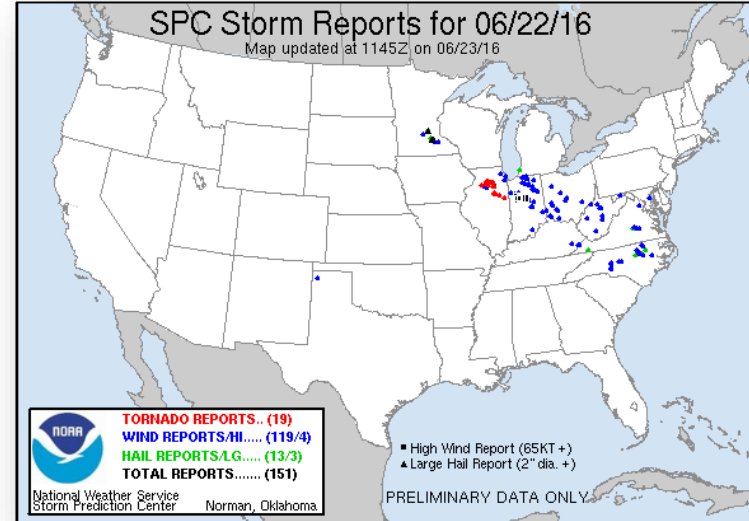 SPC Storm Reports for 06/22/16
Map updated at 1145Z on 06/23/16
NOAA
TORNADO REPORTS.. (19)
WIND REPORTS/HI..... (119/4)
HAIL REPORTS/LG..... (13/3)
TOTAL REPORTS....... (151)
National Weather Service
Storm Prediction Center Norman, Oklahoma
High Wind Report (65KT +)
Large Hail Report (2" dia. +)
PRELIMINARY DATA ONLY